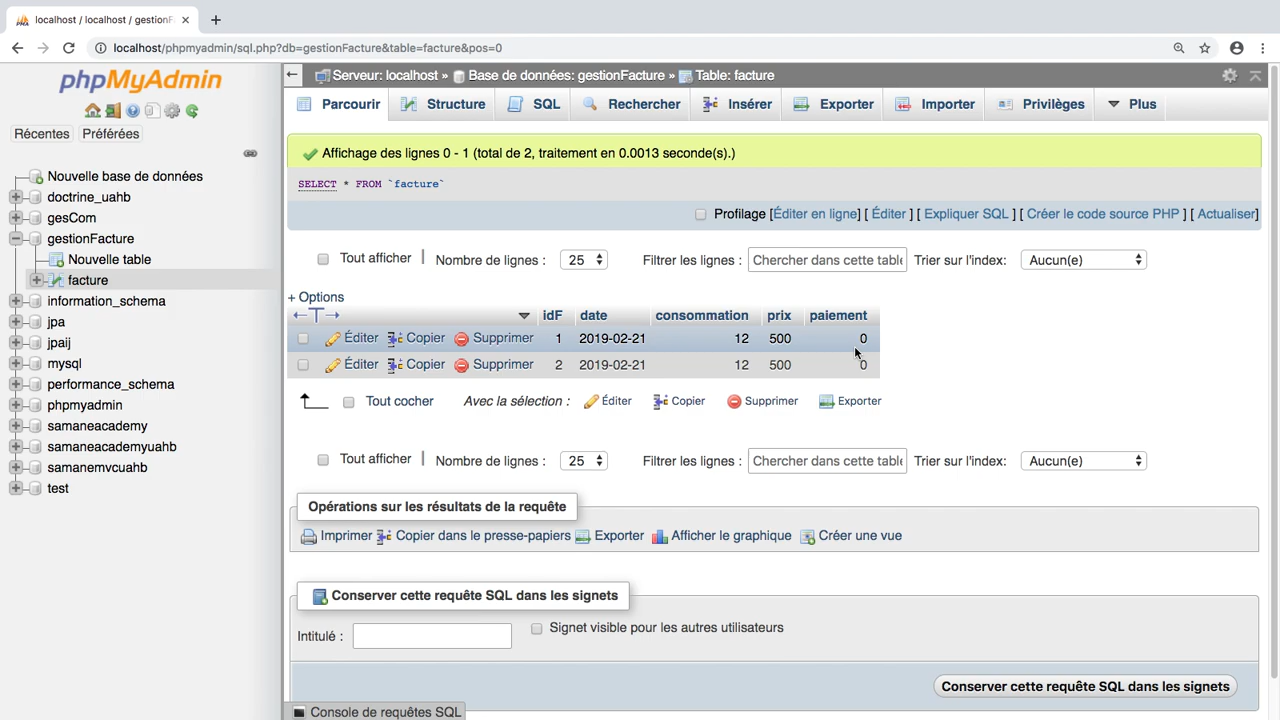 localhost / localhost / gestionF
localhost/phpmyadmin/sql.php?db=gestionFacture&table=facture&pos=0
phpMyAdmin
Récentes Préférées
Nouvelle base de données
doctrine_uahb
gesCom
gestionFacture
Nouvelle table
facture
information_schema
jpa
jpaij
mysql
performance_schema
phpmyadmin
samaneacademy
samaneacademyuahb
samanemvcuahb
test
Serveur: localhost » Base de données: gestionFacture » Table: facture
Parcourir Structure SQL Rechercher Insérer Exporter Importer Privilèges Plus
Affichage des lignes 0 - 1 (total de 2, traitement en 0.0013 seconde(s).)
SELECT * FROM `facture`
Profilage [Éditer en ligne] [ Éditer ] [ Expliquer SQL ] [ Créer le code source PHP ] [ Actualiser]
Tout afficher | Nombre de lignes : 25 Filtrer les lignes : Chercher dans cette table Trier sur l'index: Aucun(e)
+ Options
←T→ idF date consommation prix paiement
Éditer Copier Supprimer 1 2019-02-21 12 500 0
Éditer Copier Supprimer 2 2019-02-21 12 500 0
Tout cocher Avec la sélection : Éditer Copier Supprimer Exporter
Tout afficher | Nombre de lignes : 25 Filtrer les lignes : Chercher dans cette table Trier sur l'index: Aucun(e)
Opérations sur les résultats de la requête
Imprimer Copier dans le presse-papiers Exporter Afficher le graphique Créer une vue
Conserver cette requête SQL dans les signets
Intitulé : Signet visible pour les autres utilisateurs
Conserver cette requête SQL dans les signets
Console de requêtes SQL